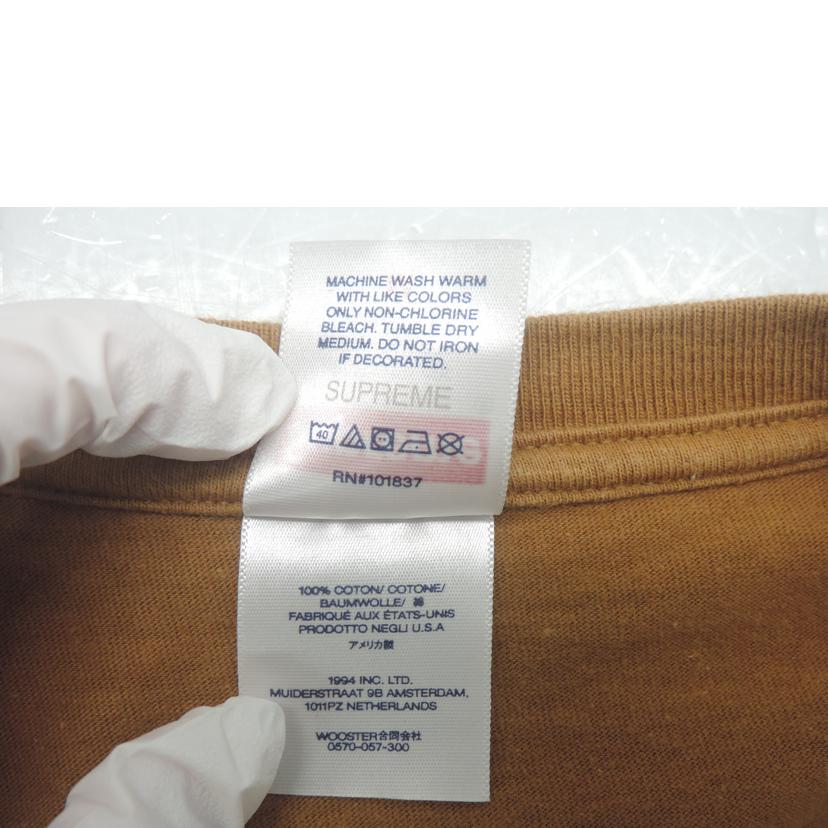 MACHINE WASH WARM
WITH LIKE COLORS
ONLY NON-CHLORINE
BLEACH. TUMBLE DRY
MEDIUM. DO NOT IRON
IF DECORATED.
SUPREME
40
RN#101837
100% COTON/ COTONE/
BAUMWOLLE/ 綿
FABRIQUÉ AUX ÉTATS-UNIS
PRODOTTO NEGLI U.S.A
アメリカ製
1994 INC. LTD.
MUIDERSTRAAT 9B AMSTERDAM,
1011PZ NETHERLANDS
WOOSTER合同会社
0570-057-300